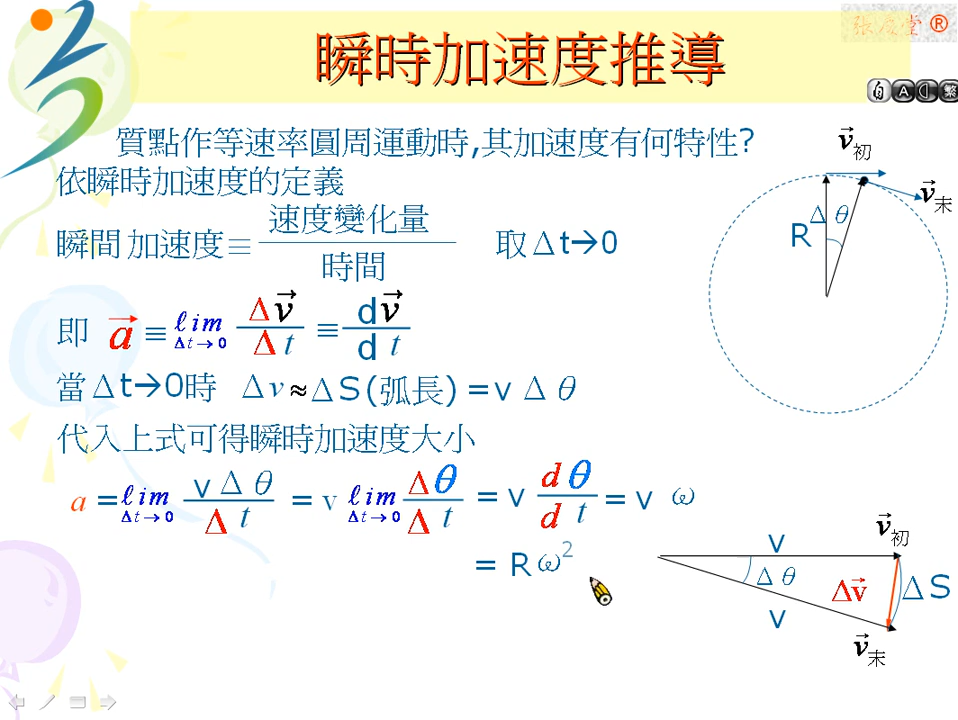 張屐堂®
瞬時加速度推導
A 繁
質點作等速率圓周運動時,其加速度有何特性?
依瞬時加速度的定義
瞬間加速度≡ 速度變化量 / 時間 取Δt→0
即 a⃗ ≡ ℓim Δt→0 Δv⃗ / Δt ≡ dv⃗ / dt
當Δt→0時 Δv≈ΔS(弧長)=vΔθ
代入上式可得瞬時加速度大小
a = ℓim Δt→0 vΔθ / Δt = v ℓim Δt→0 Δθ / Δt = v dθ / dt = vω
= Rω²
v⃗初
v⃗末
Δθ
R
v⃗初
v
Δθ
Δv⃗
ΔS
v
v⃗末